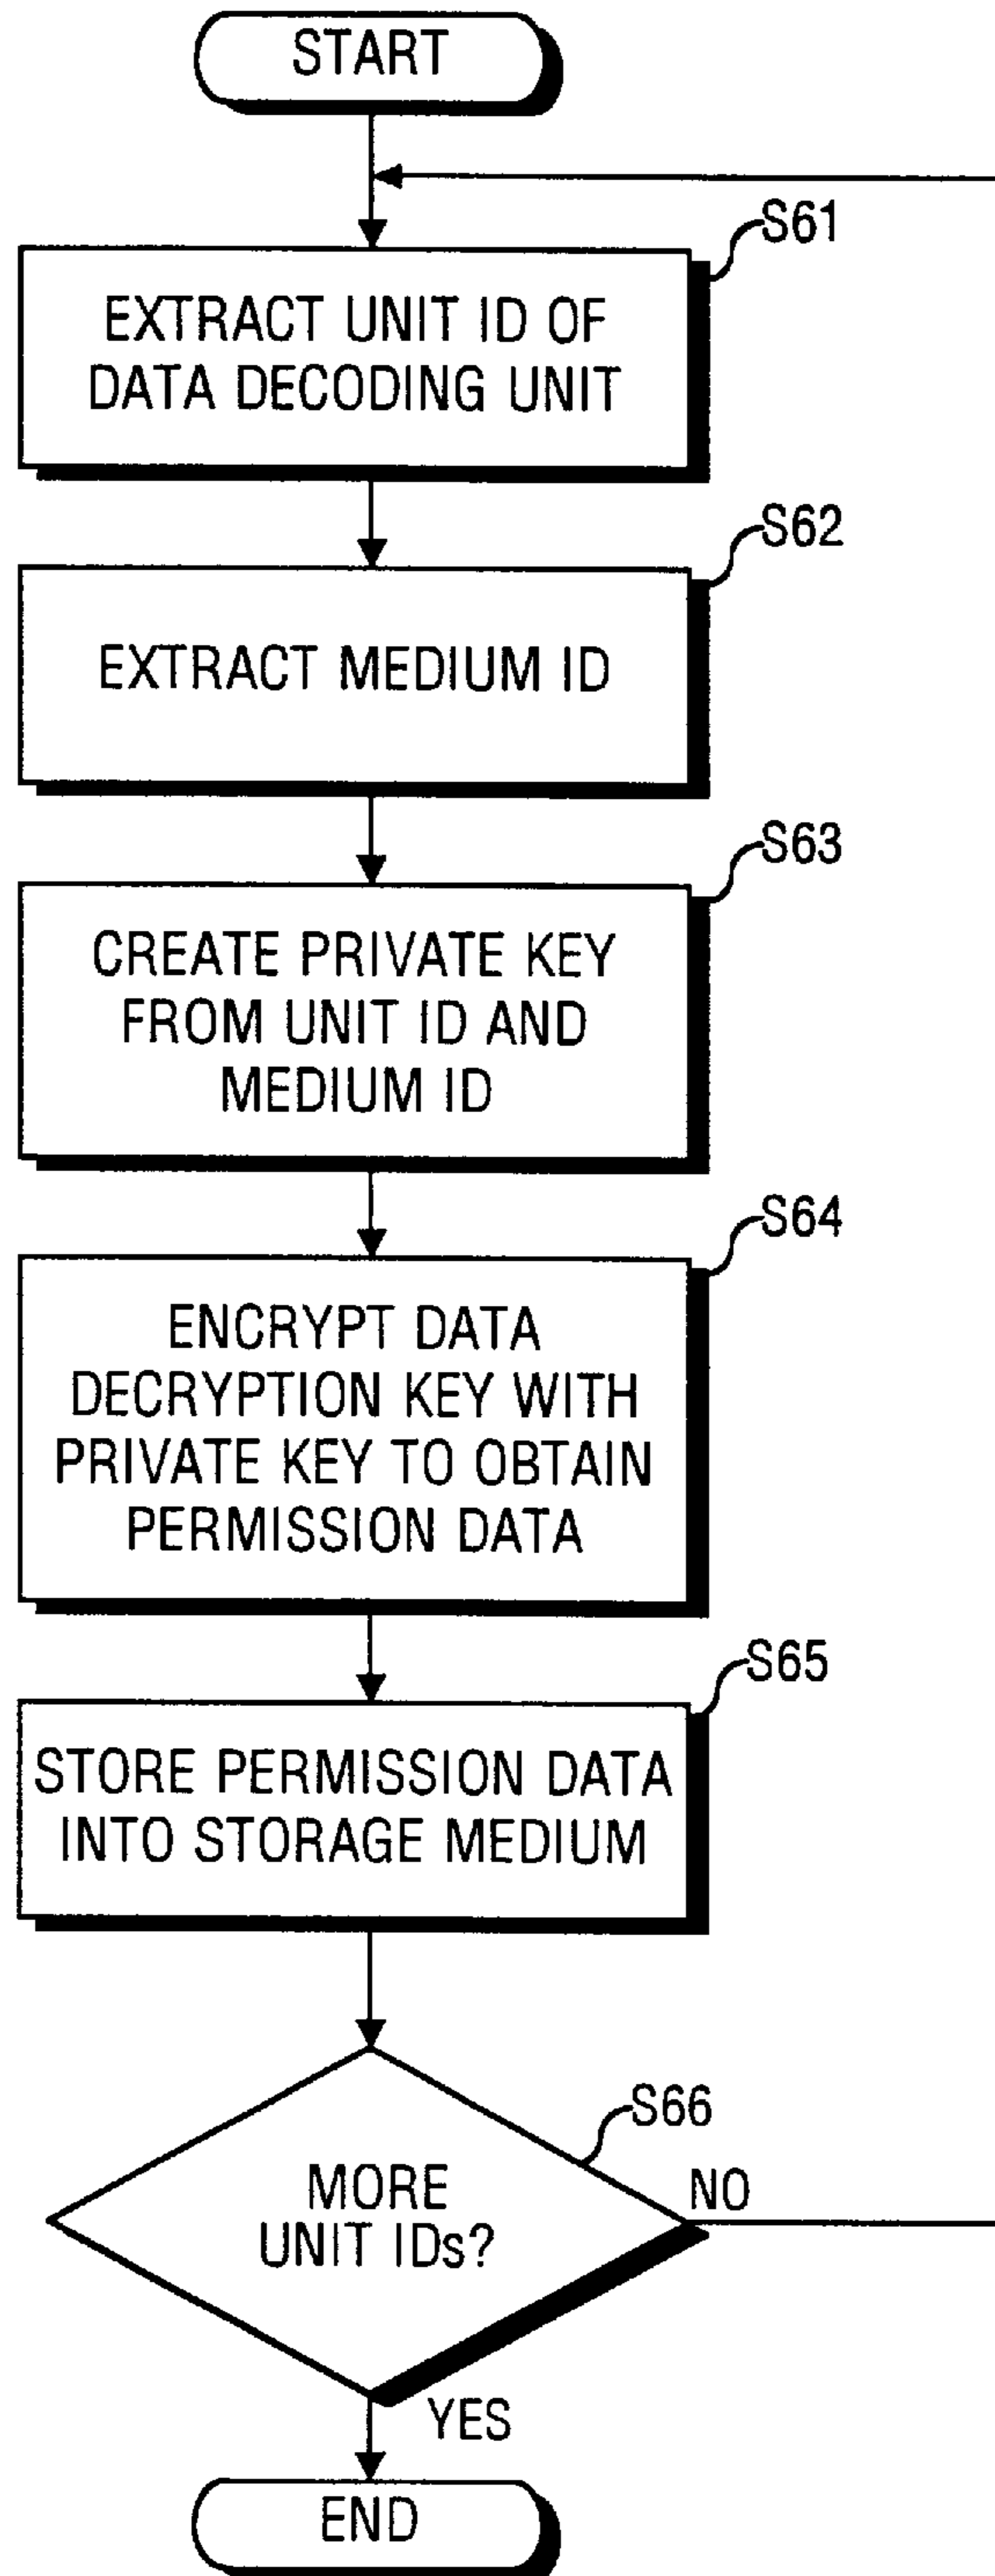 START
S61
EXTRACT UNIT ID OF
DATA DECODING UNIT
S62
EXTRACT MEDIUM ID
S63
CREATE PRIVATE KEY
FROM UNIT ID AND
MEDIUM ID
S64
ENCRYPT DATA
DECRYPTION KEY WITH
PRIVATE KEY TO OBTAIN
PERMISSION DATA
S65
STORE PERMISSION DATA
INTO STORAGE MEDIUM
S66
MORE
UNIT IDs?
NO
YES
END